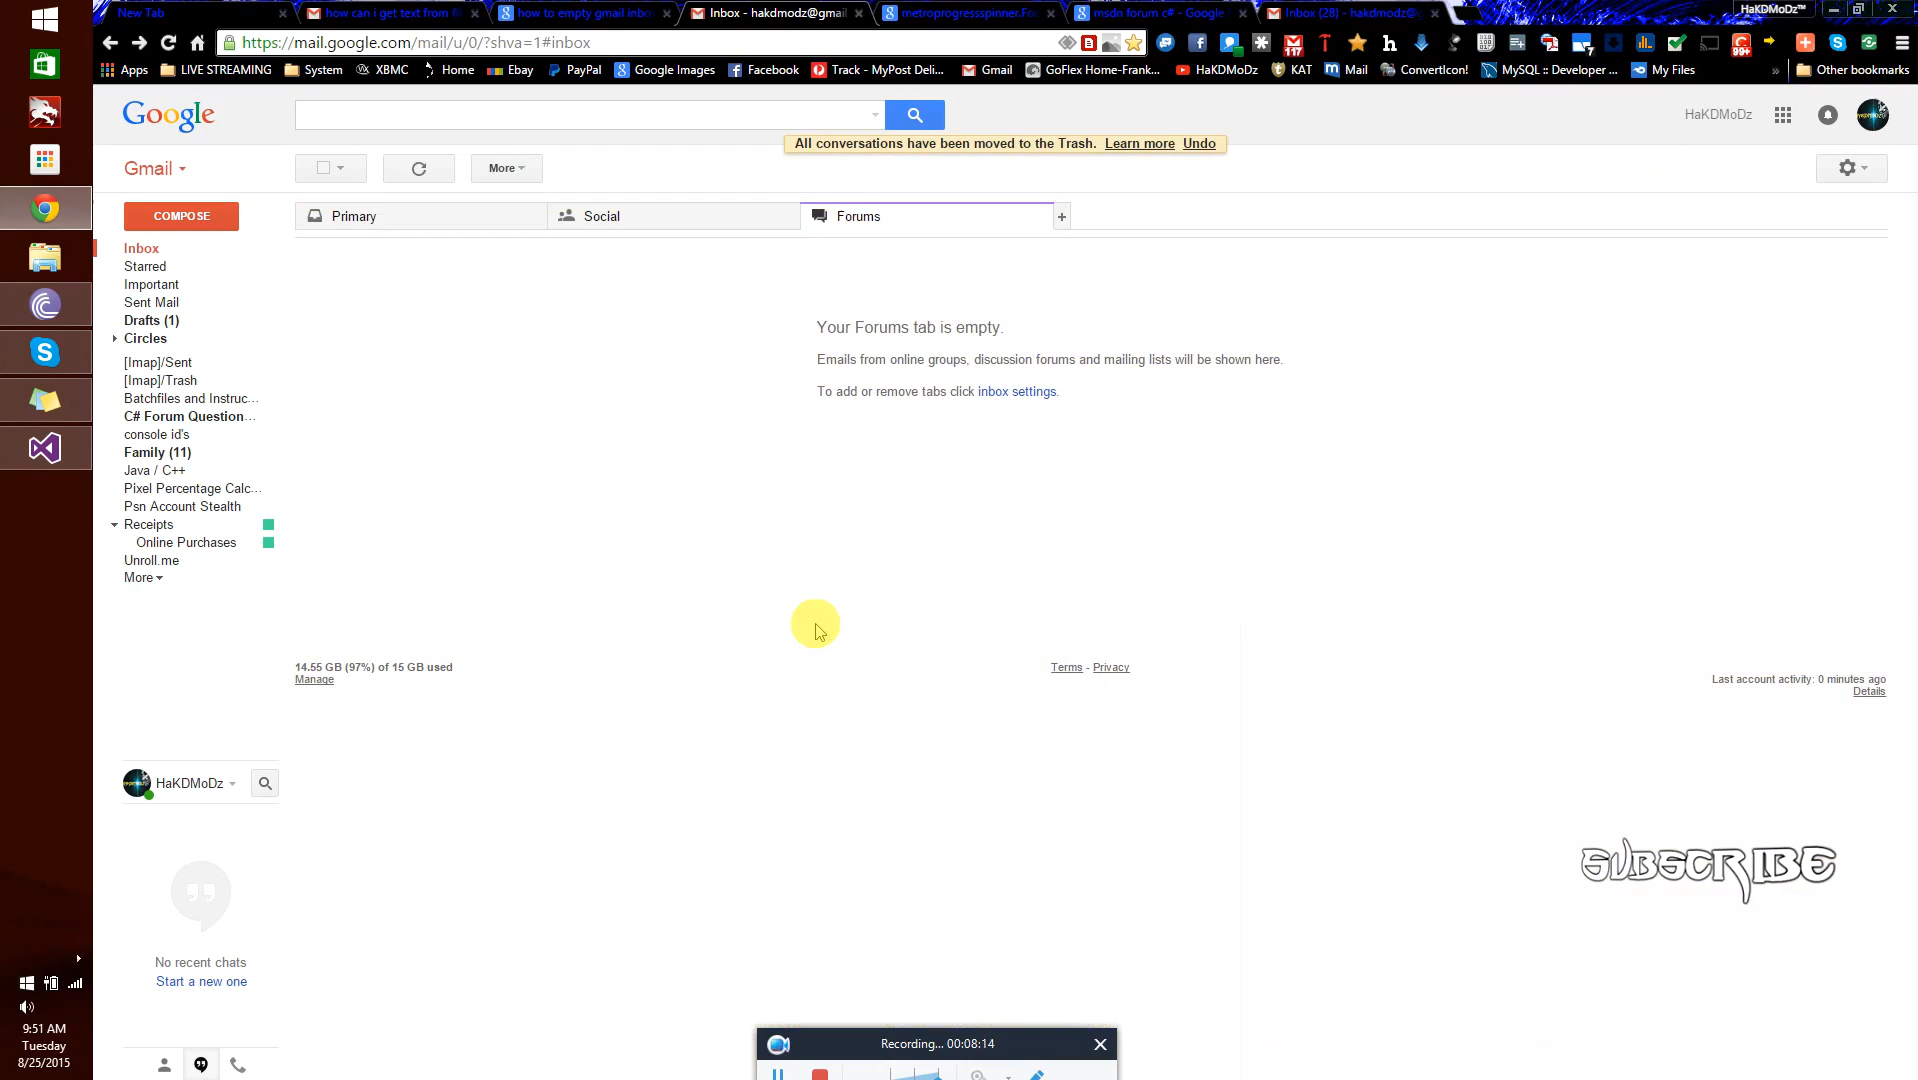 New Tab
how can i get text from f
how to empty gmail inbo
Inbox - hakdmodz@gmail
metroprogressspinner.Fo
msdn forum c# - Google
Inbox (28) - hakdmodz@
HaKDMoDz™
https://mail.google.com/mail/u/0/?shva=1#inbox
Apps
LIVE STREAMING
System
XBMC
Home
Ebay
PayPal
Google Images
Facebook
Track - MyPost Deli...
Gmail
GoFlex Home-Frank...
HaKDMoDz
KAT
Mail
ConvertIcon!
MySQL :: Developer ...
My Files
Other bookmarks
Google
HaKDMoDz
All conversations have been moved to the Trash. Learn more Undo
Gmail
More
COMPOSE
Primary
Social
Forums
Inbox
Starred
Important
Sent Mail
Drafts (1)
Circles
[Imap]/Sent
[Imap]/Trash
Batchfiles and Instruc...
C# Forum Question...
console id's
Family (11)
Java / C++
Pixel Percentage Calc...
Psn Account Stealth
Receipts
Online Purchases
Unroll.me
More
Your Forums tab is empty.
Emails from online groups, discussion forums and mailing lists will be shown here.
To add or remove tabs click inbox settings.
14.55 GB (97%) of 15 GB used
Manage
Terms - Privacy
Last account activity: 0 minutes ago
Details
HaKDMoDz
SUBSCRIBE
No recent chats
Start a new one
9:51 AM
Tuesday
8/25/2015
Recording... 00:08:14